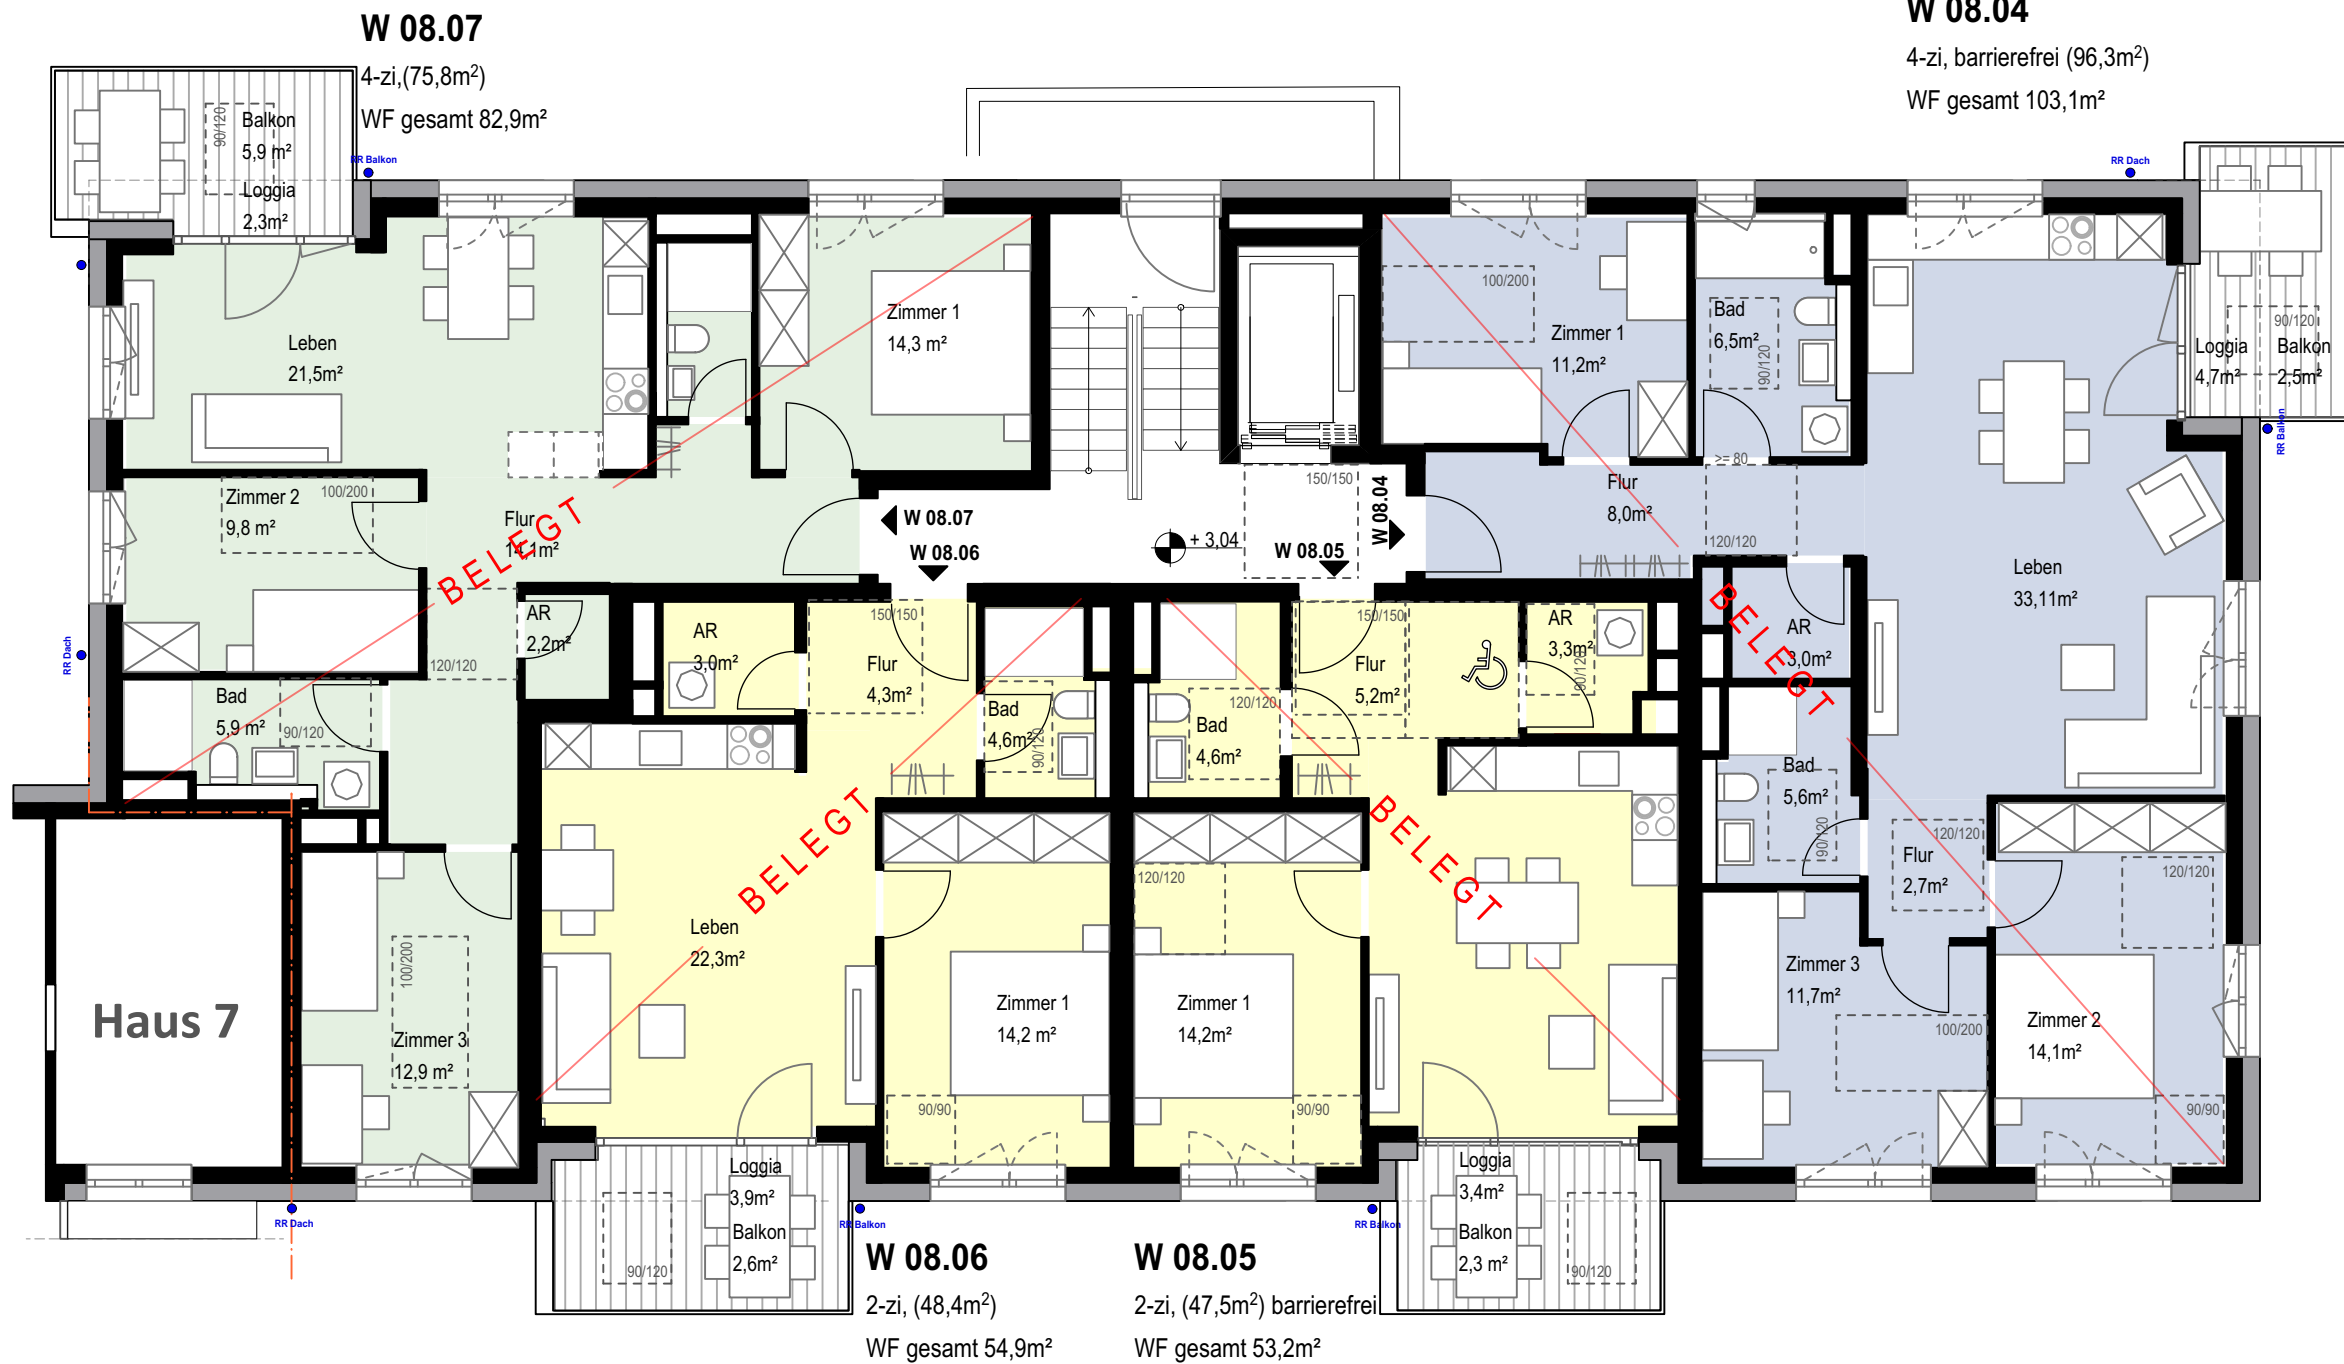 W 08.07
4-zi,(75,8m²)
WF gesamt 82,9m²
W 08.04
4-zi, barrierefrei (96,3m²)
WF gesamt 103,1m²
90/120
Balkon
5,9 m²
Loggia
2,3m²
RR Balkon
RR Dach
Leben
21,5m²
Zimmer 1
14,3 m²
100/200
Zimmer 1
11,2m²
Bad
6,5m²
90/120
90/120
Loggia
4,7m²
Balkon
2,5m²
RR Balkon
Zimmer 2
9,8 m²
100/200
Flur
14,1m²
BELEGT
W 08.07
W 08.06
+ 3,04
150/150
W 08.05
W 08.04
Flur
8,0m²
>= 80
120/120
Leben
33,11m²
RR Dach
120/120
AR
2,2m²
AR
3,0m²
150/150
Flur
4,3m²
Bad
4,6m²
90/120
120/120
Bad
4,6m²
150/150
Flur
5,2m²
AR
3,3m²
90/120
BELEGT
AR
3,0m²
Bad
5,9 m²
90/120
Bad
5,6m²
90/120
120/120
Flur
2,7m²
BELEGT
BELEGT
120/120
120/120
Leben
22,3m²
Haus 7
100/200
Zimmer 3
12,9 m²
Zimmer 1
14,2 m²
90/90
Zimmer 1
14,2m²
90/90
Zimmer 3
11,7m²
100/200
Zimmer 2
14,1m²
90/90
RR Dach
Loggia
3,9m²
Balkon
2,6m²
90/120
RR Balkon
Loggia
3,4m²
Balkon
2,3 m²
90/120
RR Balkon
W 08.06
2-zi, (48,4m²)
WF gesamt 54,9m²
W 08.05
2-zi, (47,5m²) barrierefrei
WF gesamt 53,2m²